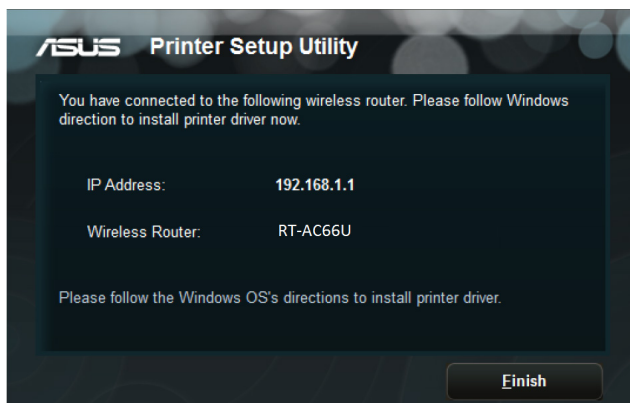 ASUS Printer Setup Utility
You have connected to the following wireless router. Please follow Windows
direction to install printer driver now.
IP Address: 192.168.1.1
Wireless Router: RT-AC66U
Please follow the Windows OS's directions to install printer driver.
Finish